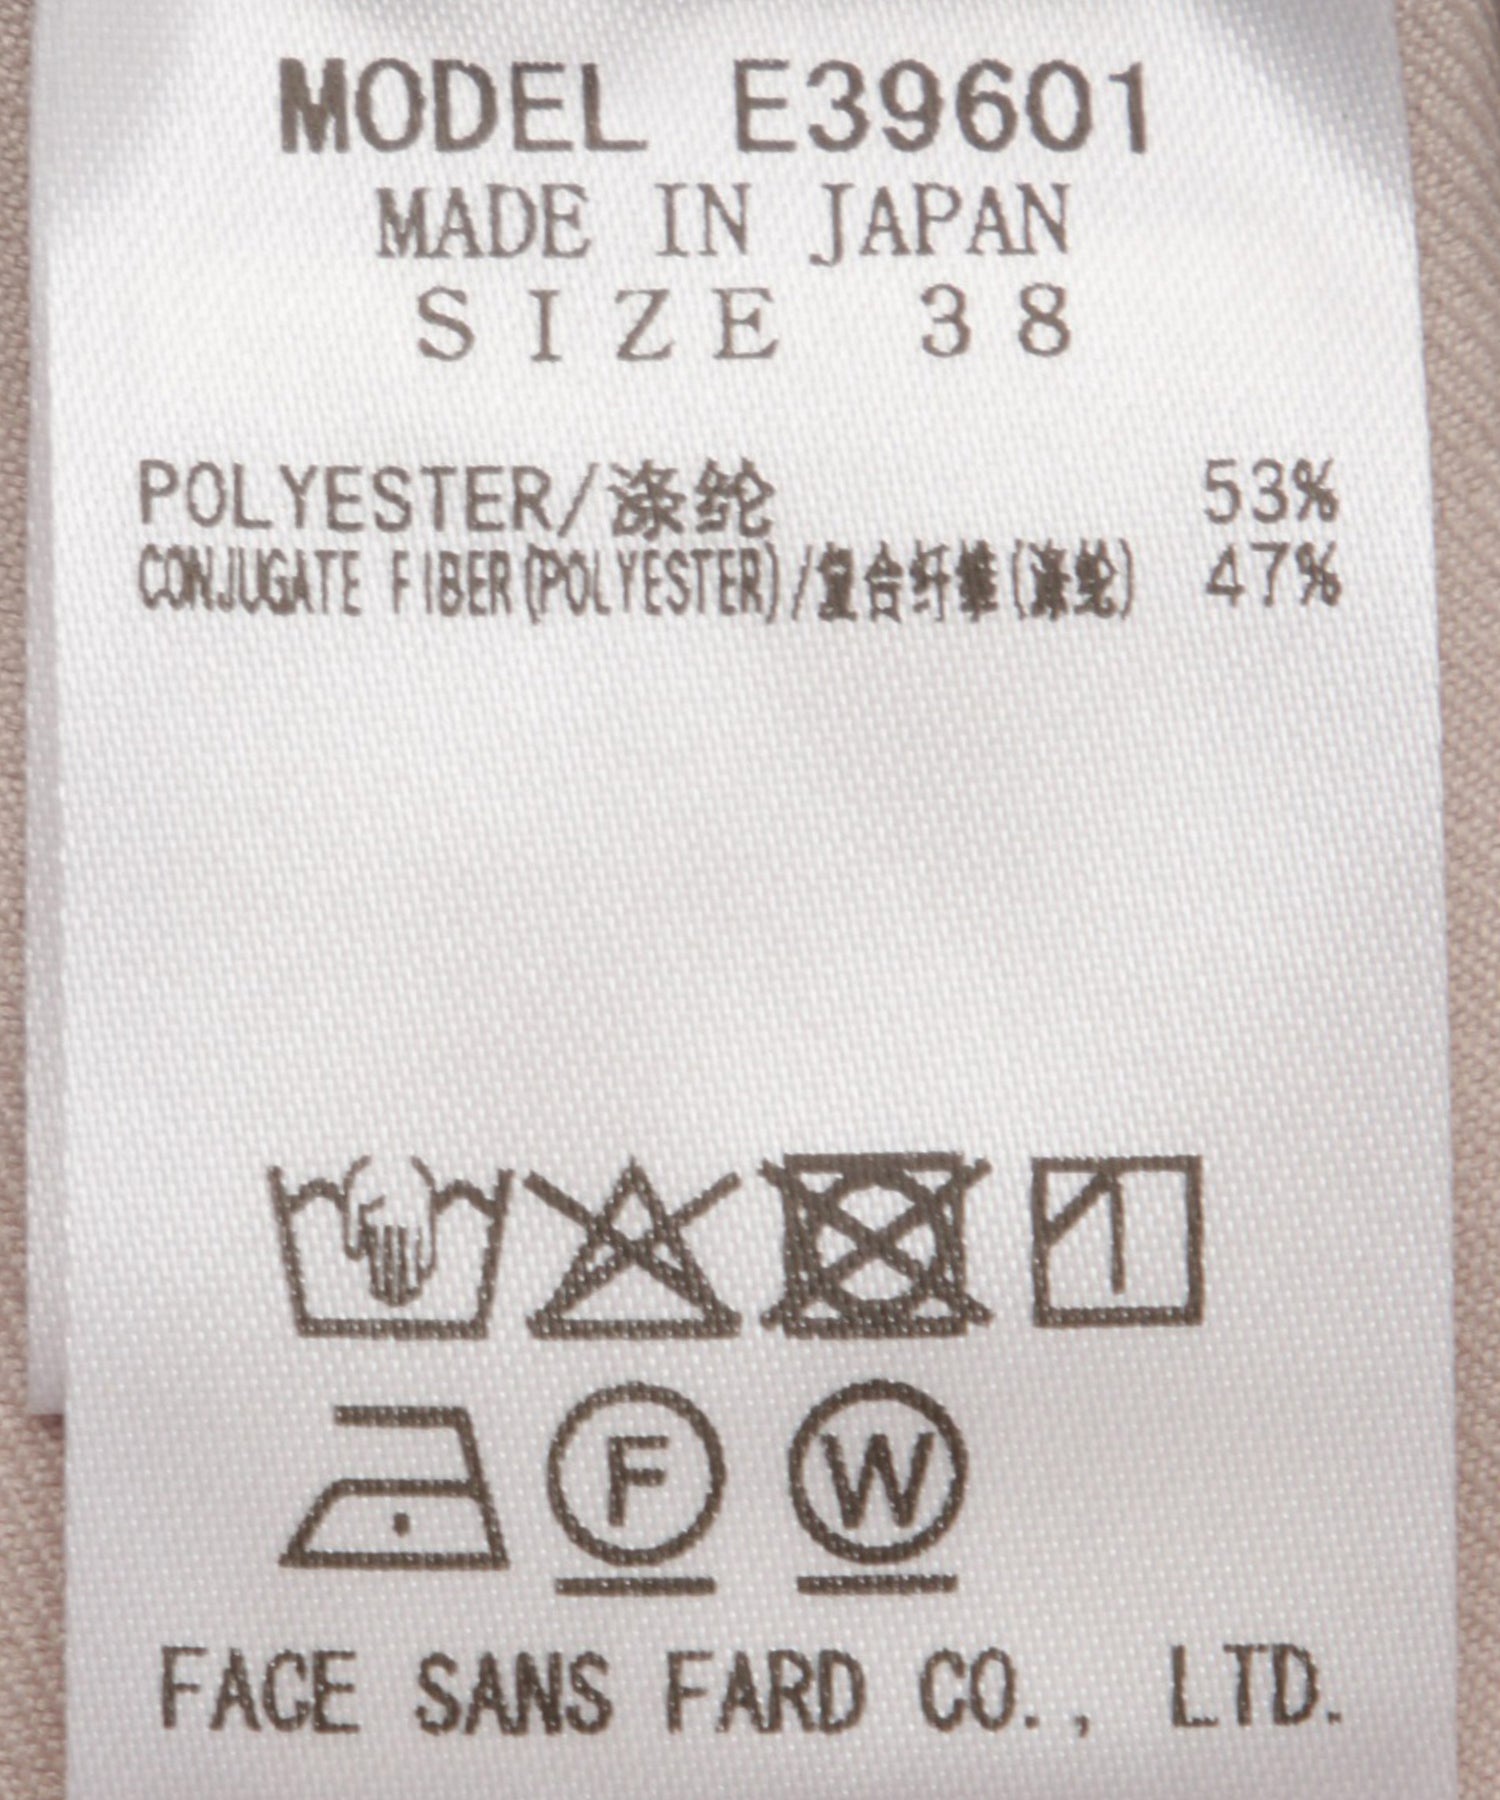 MODEL E39601
MADE IN JAPAN
SIZE 38
POLYESTER/涤纶 53%
CONJUGATE FIBER(POLYESTER)/复合纤维(涤纶) 47%
F W
FACE SANS FARD CO., LTD.